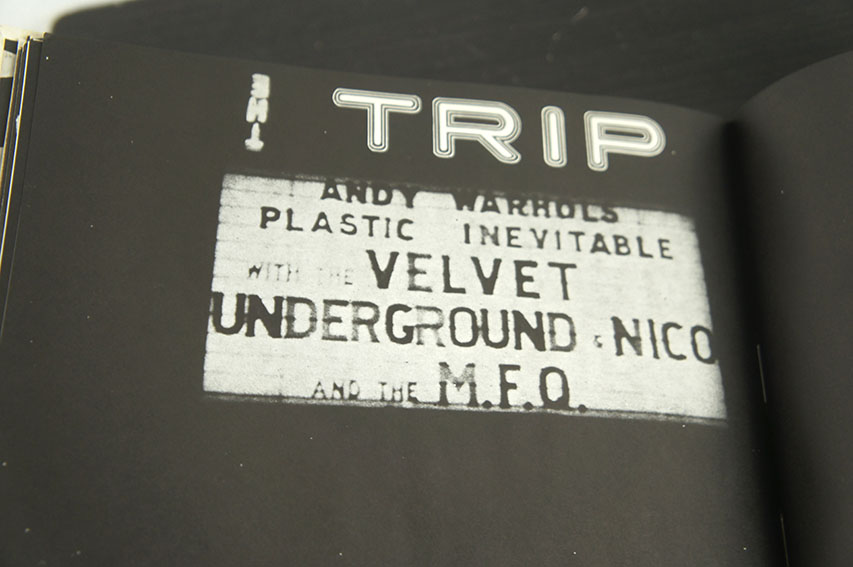 THE TRIP
ANDY WARHOLS
PLASTIC INEVITABLE
WITH THE VELVET
UNDERGROUND & NICO
AND THE M.F.Q.